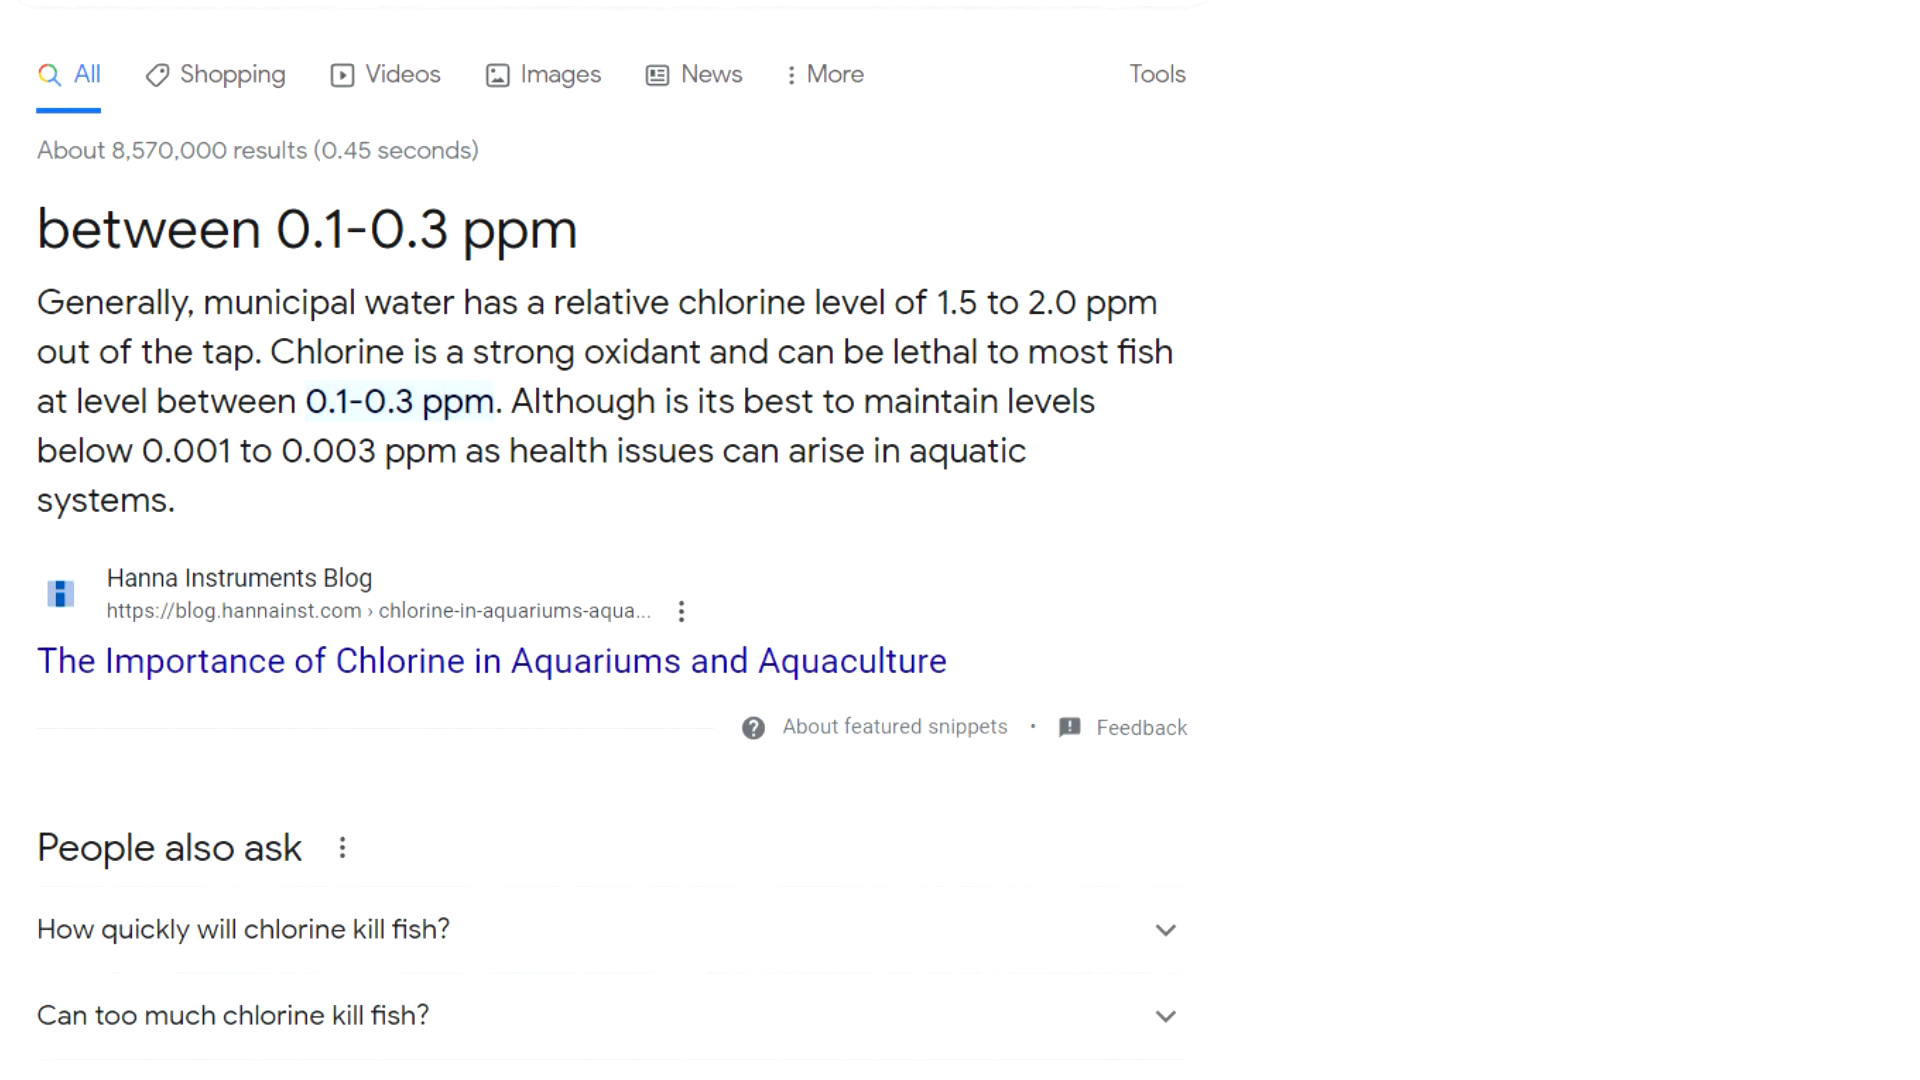 All Shopping Videos Images News More Tools
About 8,570,000 results (0.45 seconds)
between 0.1-0.3 ppm
Generally, municipal water has a relative chlorine level of 1.5 to 2.0 ppm
out of the tap. Chlorine is a strong oxidant and can be lethal to most fish
at level between 0.1-0.3 ppm. Although is its best to maintain levels
below 0.001 to 0.003 ppm as health issues can arise in aquatic
systems.
Hanna Instruments Blog
https://blog.hannainst.com › chlorine-in-aquariums-aqua...
The Importance of Chlorine in Aquariums and Aquaculture
About featured snippets • Feedback
People also ask
How quickly will chlorine kill fish?
Can too much chlorine kill fish?